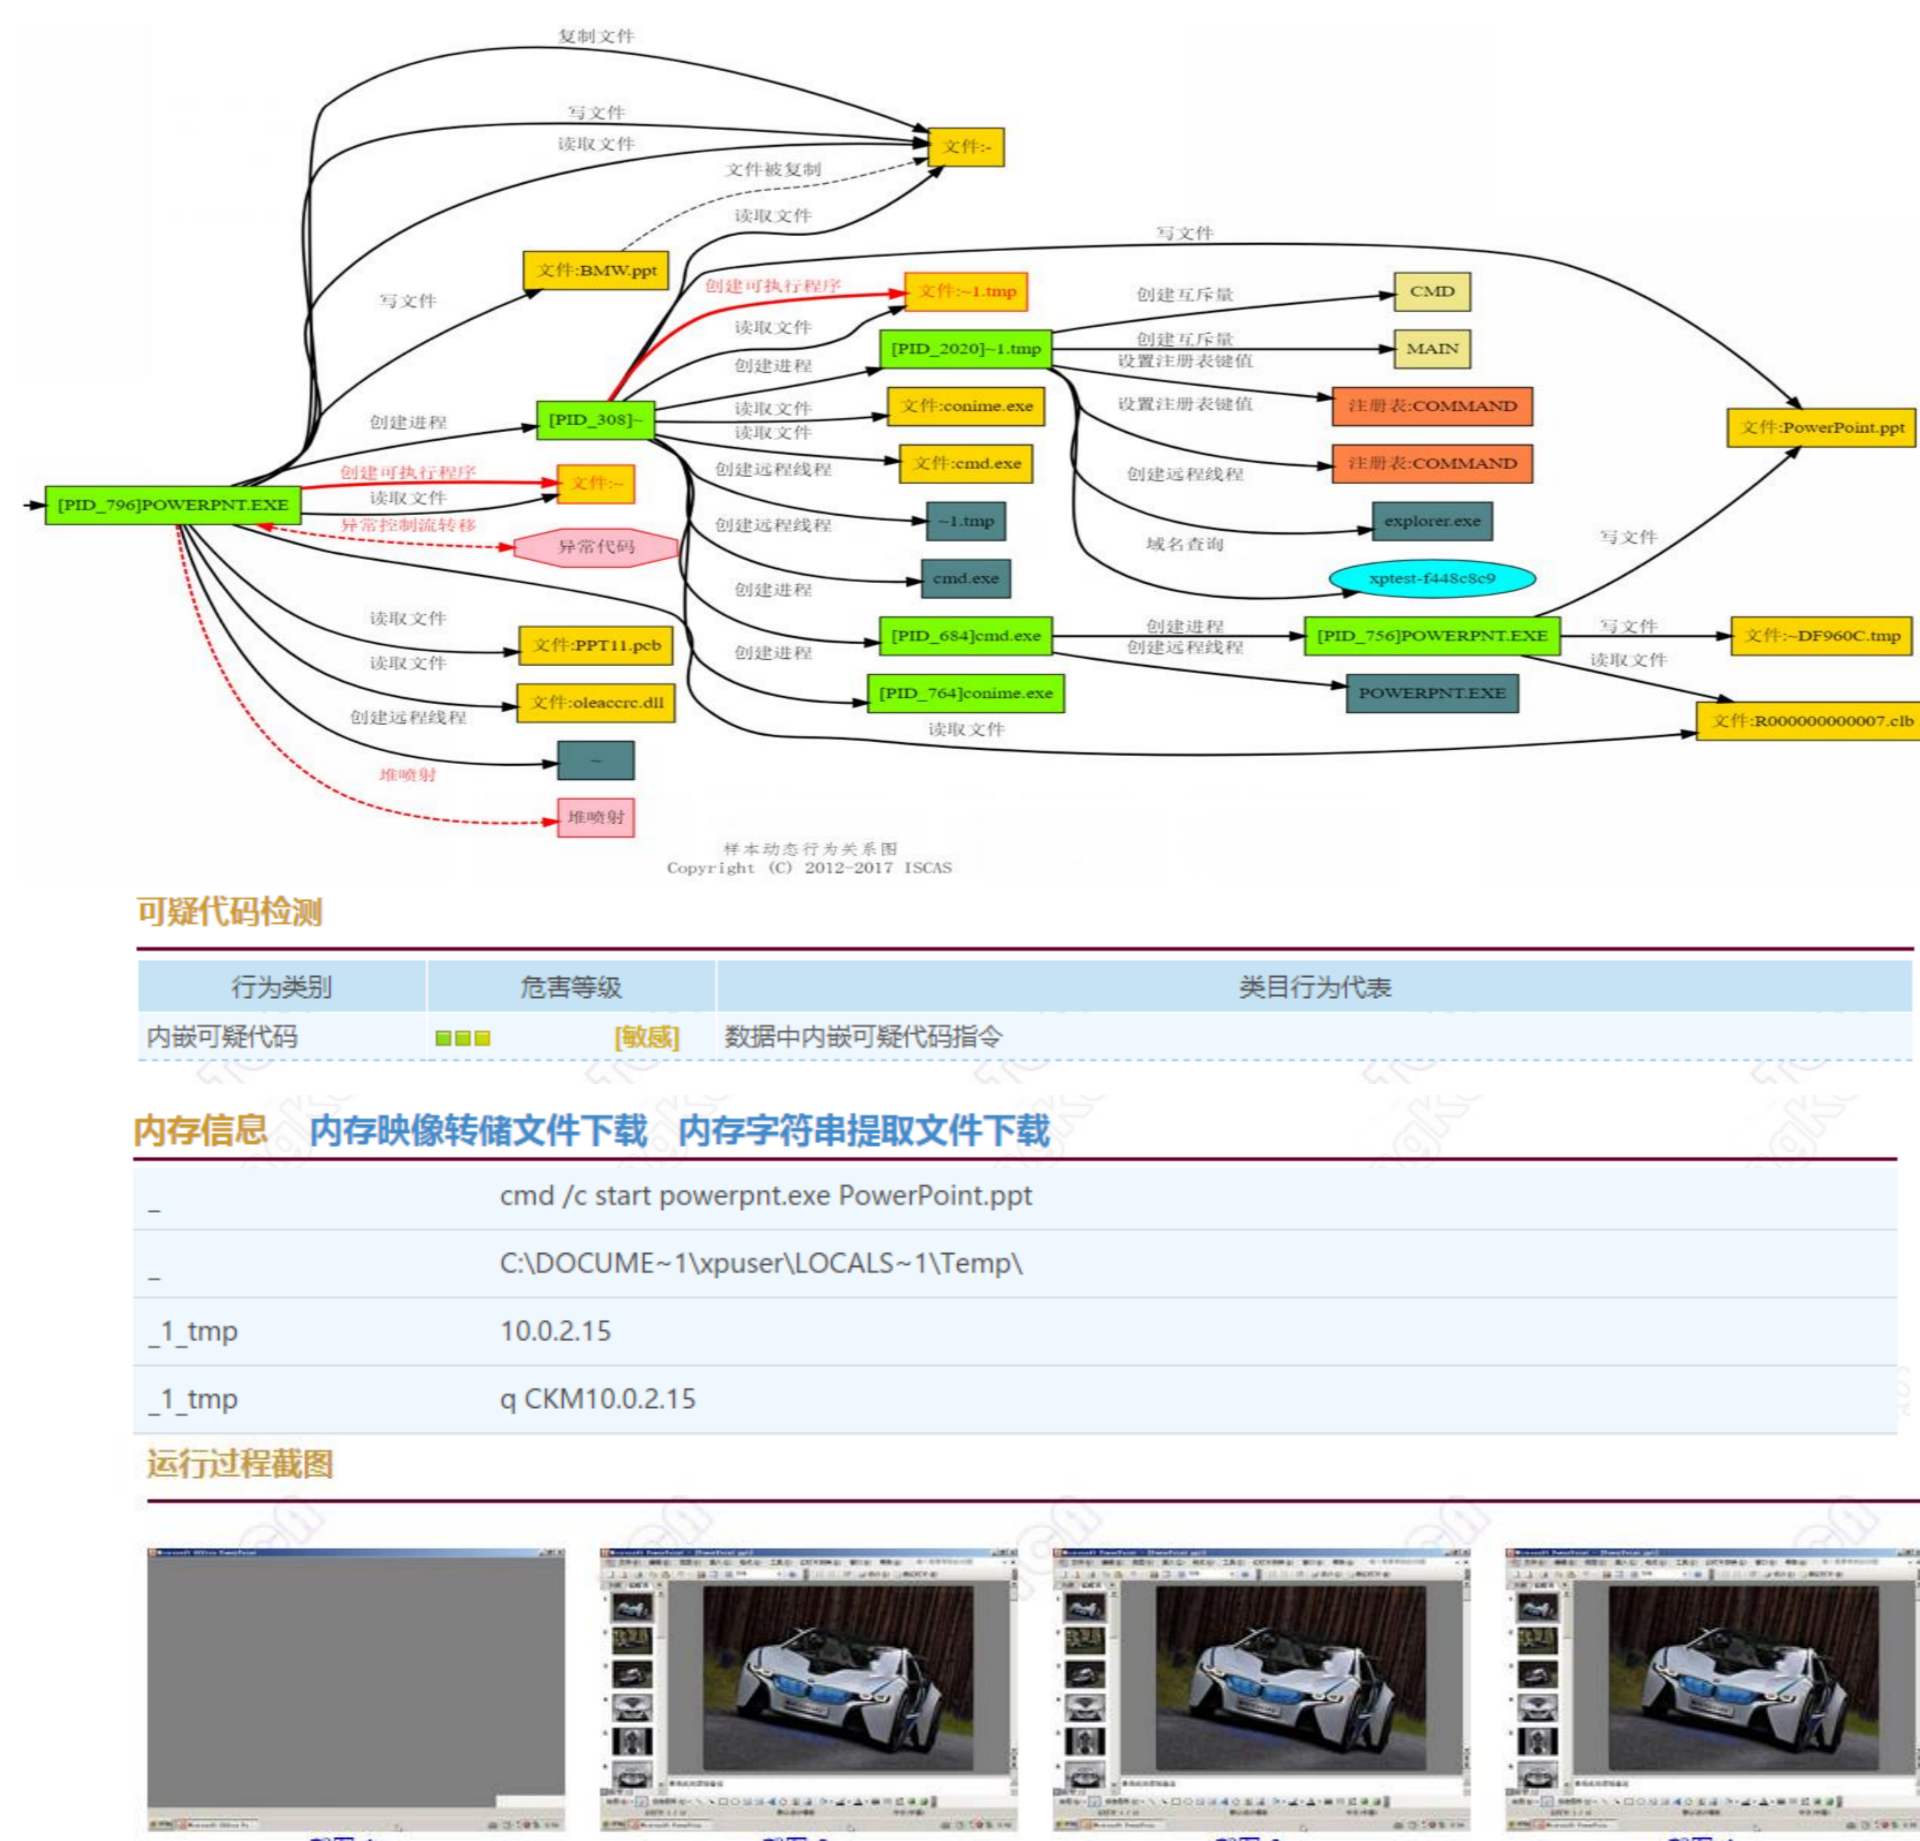 复制文件
写文件
读取文件
文件:-
文件被复制
读取文件
写文件
文件:BMW.ppt
写文件
创建可执行程序
文件:~1.tmp
创建互斥量
CMD
读取文件
[PID_2020]~1.tmp
创建互斥量
MAIN
创建进程
设置注册表键值
注册表:COMMAND
创建进程
[PID_308]~
读取文件
文件:conime.exe
设置注册表键值
文件:PowerPoint.ppt
读取文件
文件:cmd.exe
注册表:COMMAND
创建可执行程序
文件:~
创建远程线程
创建远程线程
[PID_796]POWERPNT.EXE
读取文件
~1.tmp
explorer.exe
异常控制流转移
异常代码
创建远程线程
域名查询
写文件
cmd.exe
xptest-f448c8c9
创建进程
读取文件
[PID_684]cmd.exe
创建进程
[PID_756]POWERPNT.EXE
写文件
文件:~DF960C.tmp
文件:PPT11.pcb
创建进程
创建远程线程
读取文件
读取文件
[PID_764]conime.exe
POWERPNT.EXE
文件:oleaccrc.dll
创建远程线程
读取文件
文件:R000000000007.clb
~
堆喷射
堆喷射
样本动态行为关系图
Copyright (C) 2012-2017 ISCAS
可疑代码检测
行为类别 危害等级 类目行为代表
内嵌可疑代码 [敏感] 数据中内嵌可疑代码指令
内存信息 内存映像转储文件下载 内存字符串提取文件下载
_ cmd /c start powerpnt.exe PowerPoint.ppt
_ C:\DOCUME~1\xpuser\LOCALS~1\Temp\
_1_tmp 10.0.2.15
_1_tmp q CKM10.0.2.15
运行过程截图